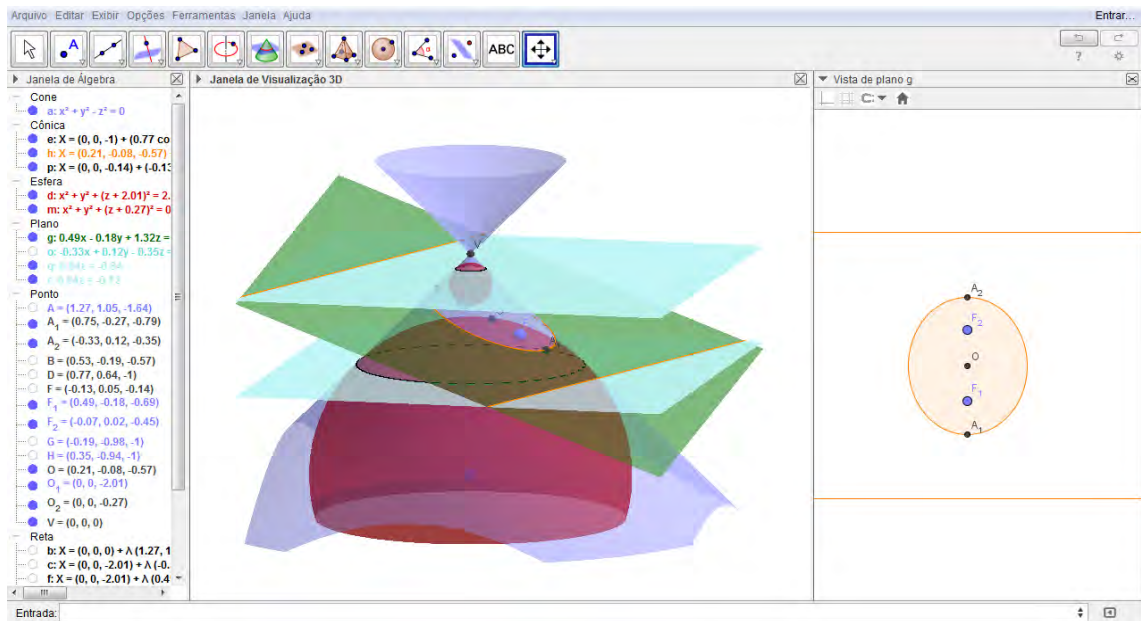 Arquivo Editar Exibir Opções Ferramentas Janela Ajuda
Entrar...
ABC
Janela de Álgebra
Janela de Visualização 3D
Vista de plano g
Cone
a: x² + y² - z² = 0
Cônica
e: X = (0, 0, -1) + (0.77 co
h: X = (0.21, -0.08, -0.57)
p: X = (0, 0, -0.14) + (-0.13
Esfera
d: x² + y² + (z + 2.01)² = 2.
m: x² + y² + (z + 0.27)² = 0
Plano
g: 0.49x - 0.18y + 1.32z =
o: -0.33x + 0.12y - 0.35z =
Ponto
A = (1.27, 1.05, -1.64)
A₁ = (0.75, -0.27, -0.79)
A₂ = (-0.33, 0.12, -0.35)
B = (0.53, -0.19, -0.57)
D = (0.77, 0.64, -1)
F = (-0.13, 0.05, -0.14)
F₁ = (0.49, -0.18, -0.69)
F₂ = (-0.07, 0.02, -0.45)
G = (-0.19, -0.98, -1)
H = (0.35, -0.94, -1)
O = (0.21, -0.08, -0.57)
O₁ = (0, 0, -2.01)
O₂ = (0, 0, -0.27)
V = (0, 0, 0)
Reta
b: X = (0, 0, 0) + λ (1.27, 1
c: X = (0, 0, -2.01) + λ (-0.
f: X = (0, 0, -2.01) + λ (0.4
V
A₂
F₂
O
F₁
A₁
Entrada: